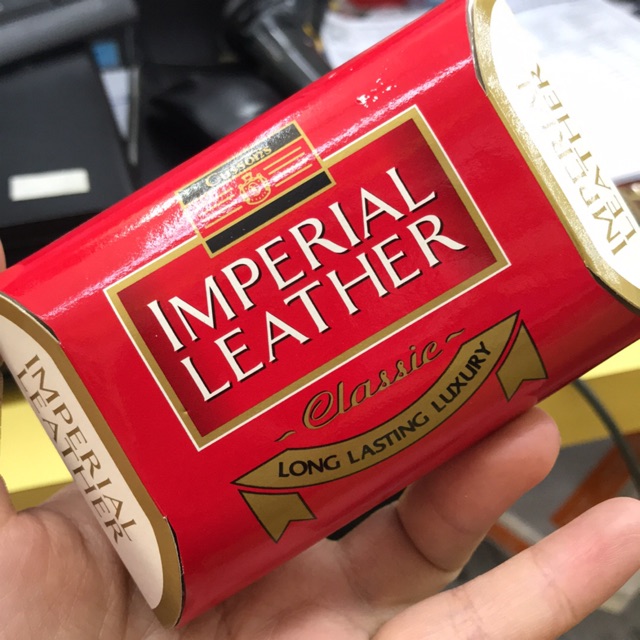 Cussons
IMPERIAL
LEATHER
~Classic~
LONG LASTING LUXURY
IMPERIAL
LEATHER
IMPERIAL
LEATHER